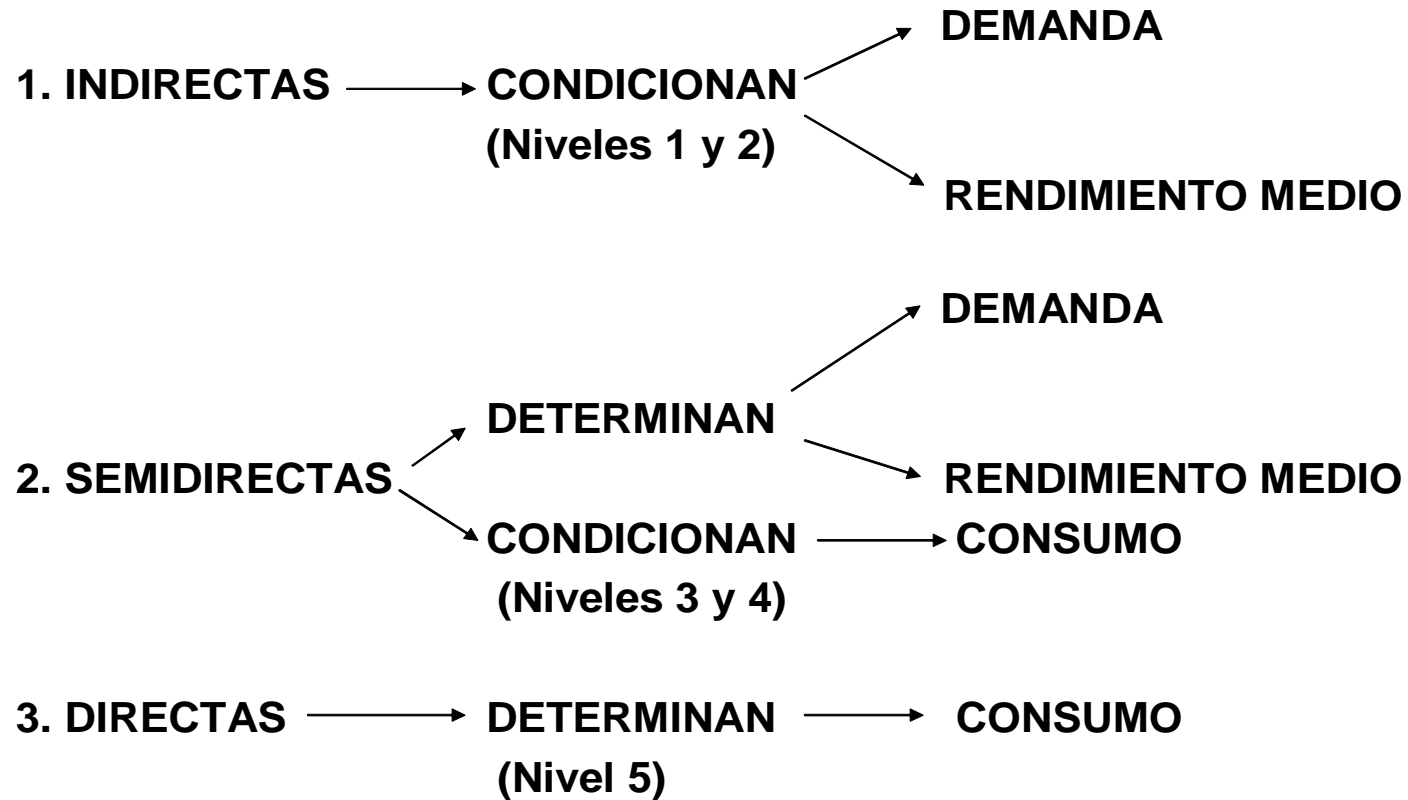 DEMANDA
1. INDIRECTAS CONDICIONAN
(Niveles 1 y 2)
RENDIMIENTO MEDIO
DEMANDA
DETERMINAN
2. SEMIDIRECTAS RENDIMIENTO MEDIO
CONDICIONAN CONSUMO
(Niveles 3 y 4)
3. DIRECTAS DETERMINAN CONSUMO
(Nivel 5)